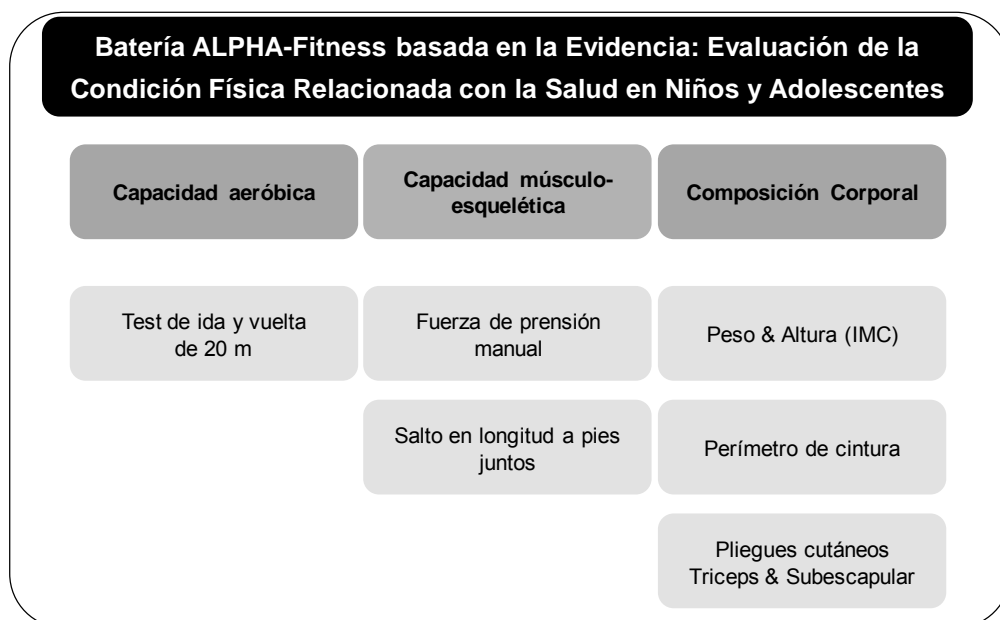 Batería ALPHA-Fitness basada en la Evidencia: Evaluación de la
Condición Física Relacionada con la Salud en Niños y Adolescentes
Capacidad aeróbica
Capacidad músculo-
esquelética
Composición Corporal
Test de ida y vuelta
de 20 m
Fuerza de prensión
manual
Peso & Altura (IMC)
Salto en longitud a pies
juntos
Perímetro de cintura
Pliegues cutáneos
Triceps & Subescapular